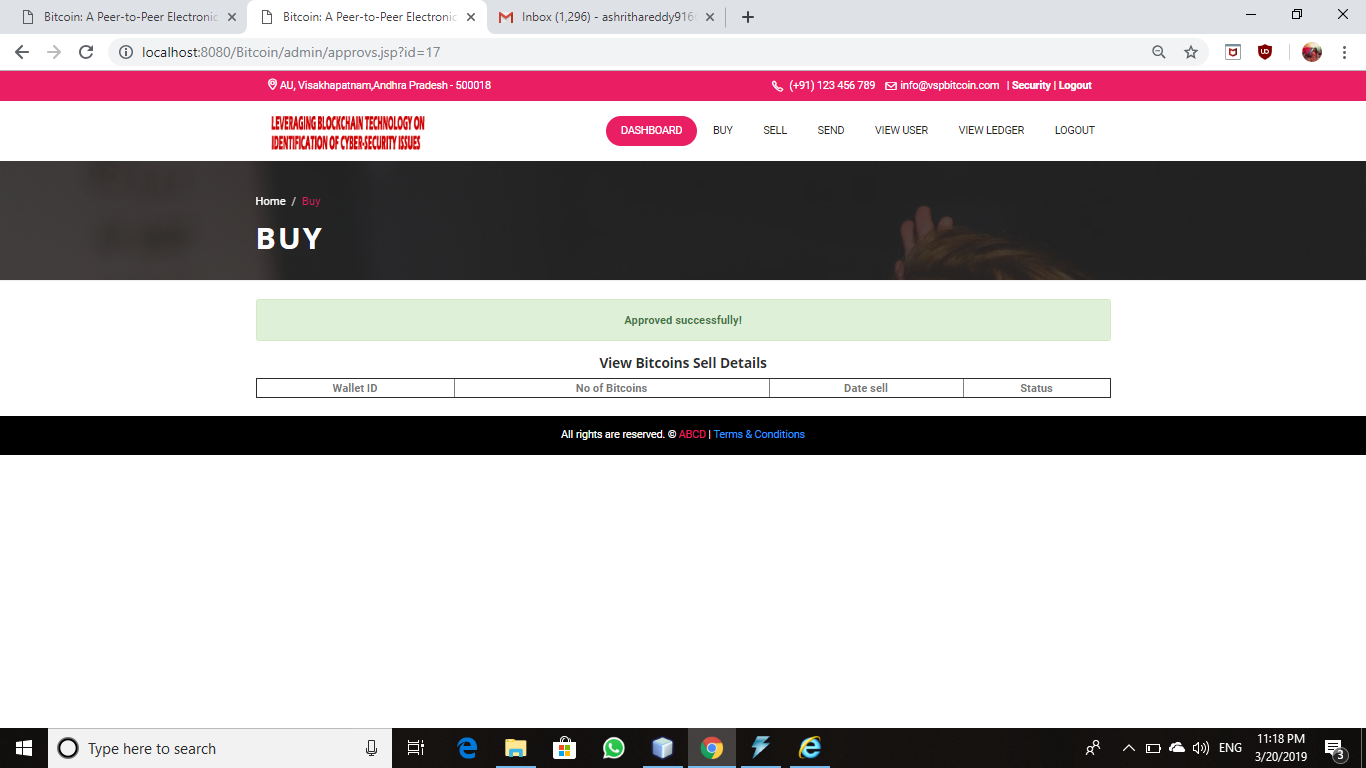 Bitcoin: A Peer-to-Peer Electronic
Bitcoin: A Peer-to-Peer Electronic
Inbox (1,296) - ashrithareddy916
localhost:8080/Bitcoin/admin/approvs.jsp?id=17
AU, Visakhapatnam,Andhra Pradesh - 500018
(+91) 123 456 789 info@vspbitcoin.com | Security | Logout
LEVERAGING BLOCKCHAIN TECHNOLOGY ON
IDENTIFICATION OF CYBER-SECURITY ISSUES
DASHBOARD BUY SELL SEND VIEW USER VIEW LEDGER LOGOUT
Home / Buy
BUY
Approved successfully!
View Bitcoins Sell Details
Wallet ID No of Bitcoins Date sell Status
All rights are reserved. © ABCD | Terms & Conditions
Type here to search
ENG
11:18 PM
3/20/2019
3